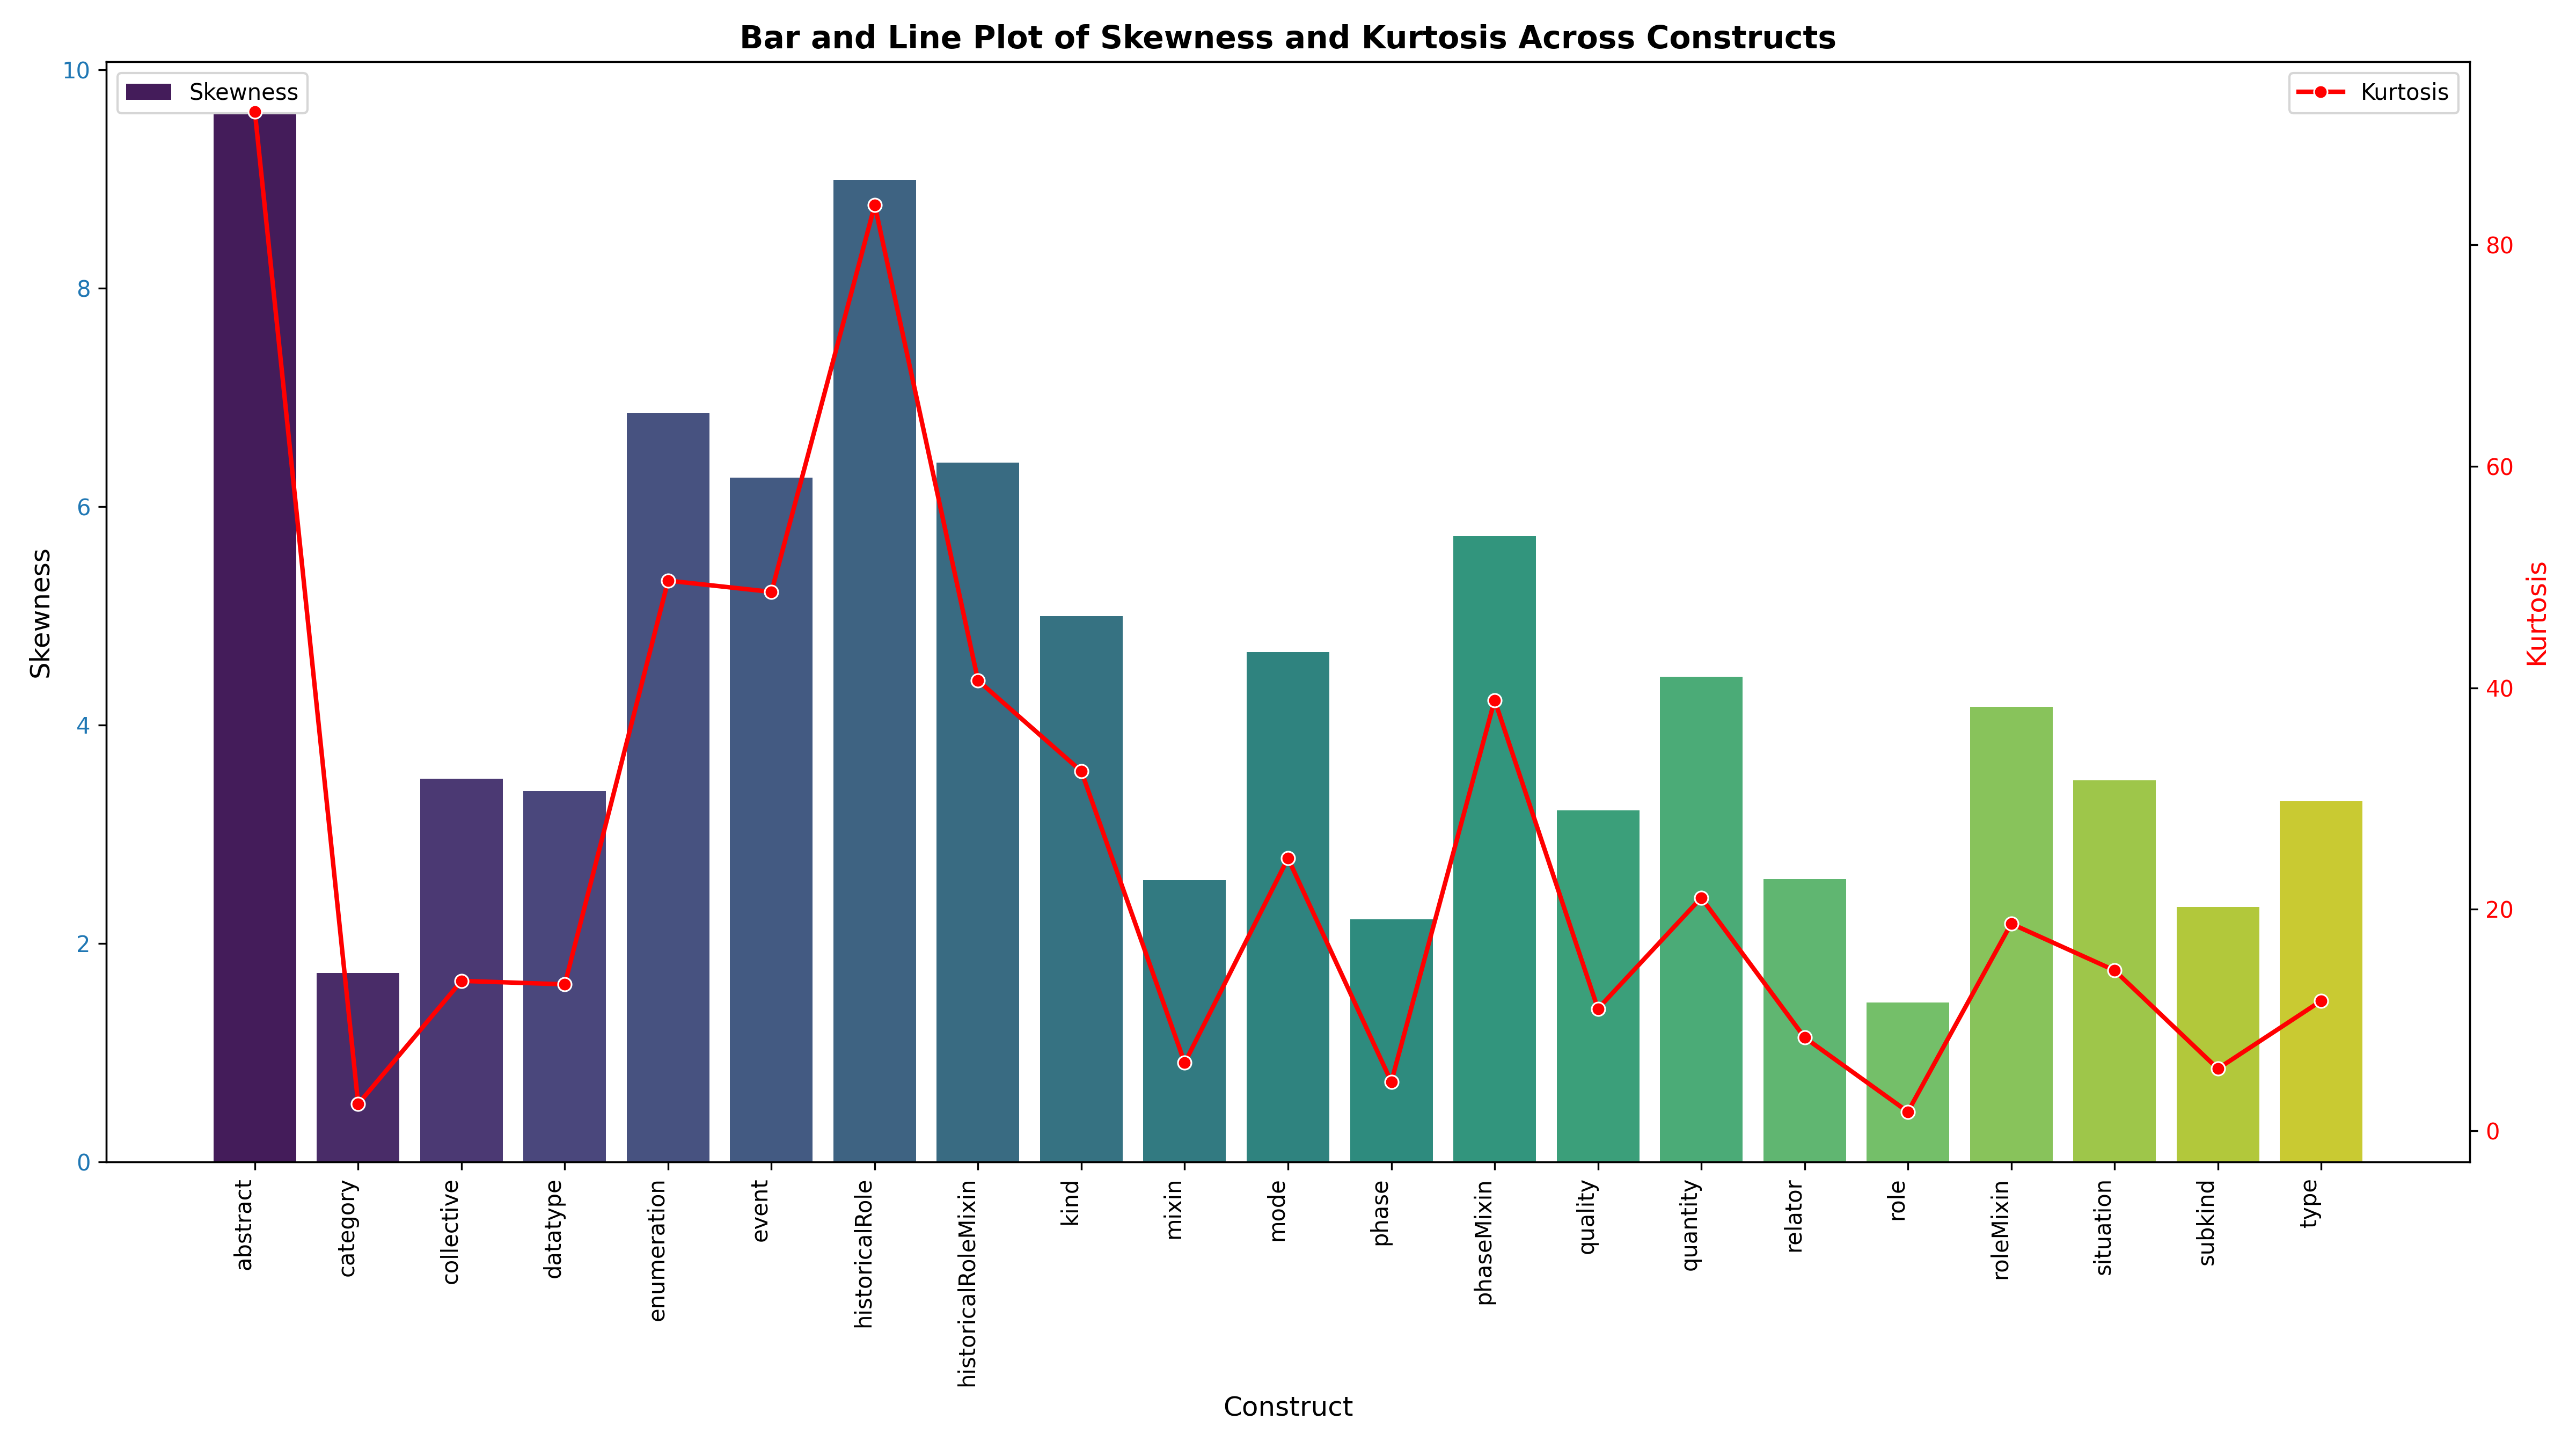 Bar and Line Plot of Skewness and Kurtosis Across Constructs
Skewness
Kurtosis
10
8
6
4
2
0
Skewness
80
60
40
20
0
Kurtosis
abstract
category
collective
datatype
enumeration
event
historicalRole
historicalRoleMixin
kind
mixin
mode
phase
phaseMixin
quality
quantity
relator
role
roleMixin
situation
subkind
type
Construct